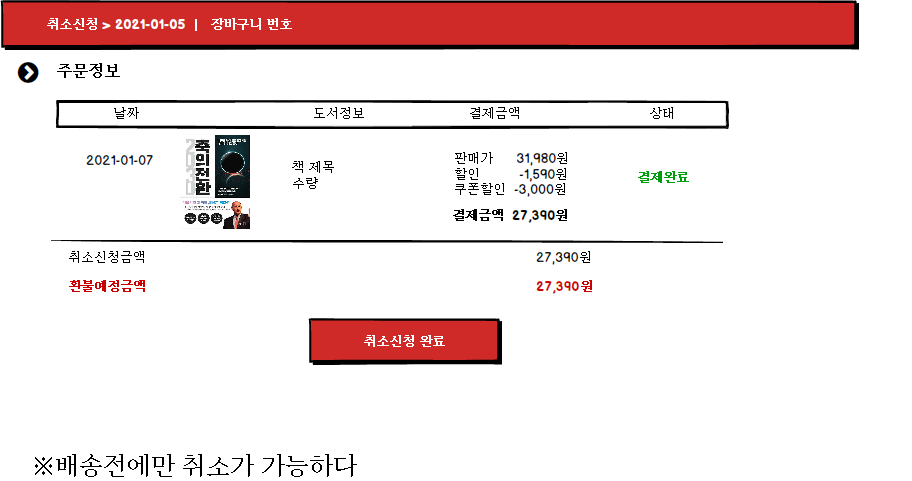 취소신청 > 2021-01-05 | 장바구니 번호
주문정보
날짜 도서정보 결제금액 상태
2021-01-07
축의전환
책 제목
수량
판매가 31,980원
할인 -1,590원
쿠폰할인 -3,000원
결제금액 27,390원
결제완료
취소신청금액 27,390원
환불예정금액 27,390원
취소신청 완료
※배송전에만 취소가 가능하다